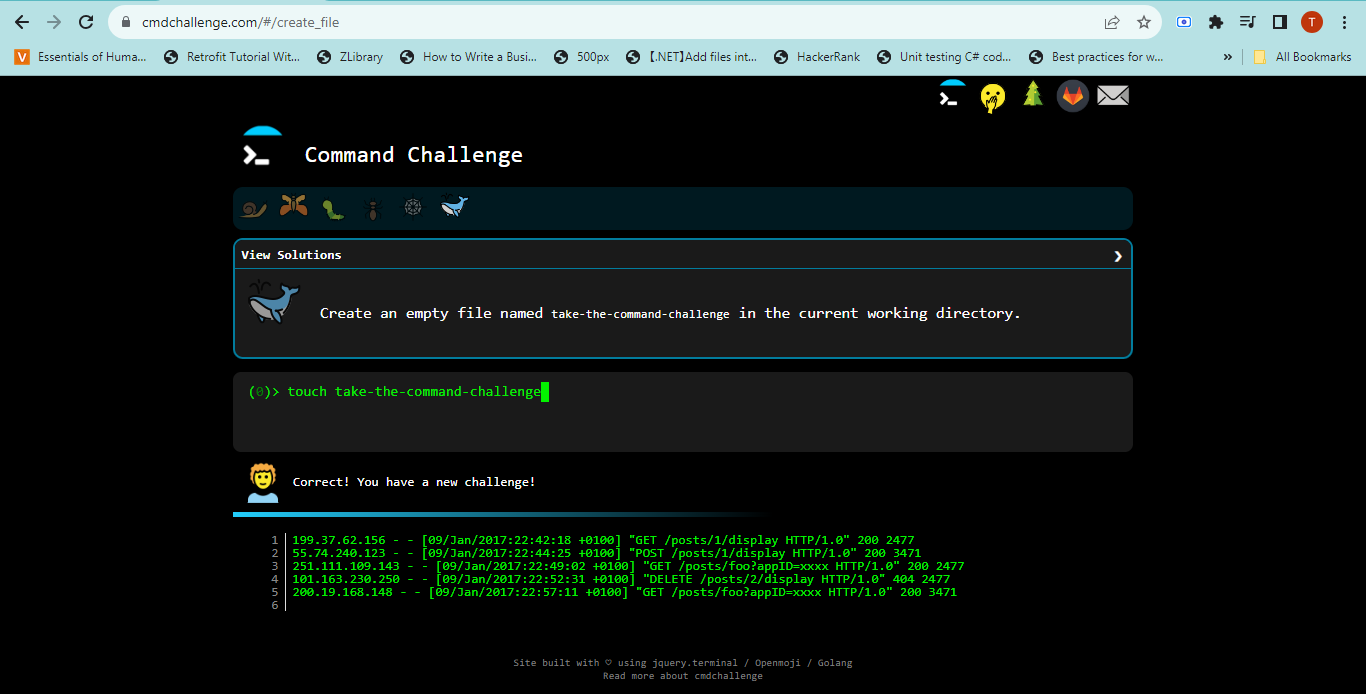 cmdchallenge.com/#/create_file
T
V Essentials of Huma... Retrofit Tutorial Wit... ZLibrary How to Write a Busi... 500px 【.NET】Add files int... HackerRank Unit testing C# cod... Best practices for w... » All Bookmarks
Command Challenge
View Solutions
Create an empty file named take-the-command-challenge in the current working directory.
(0)> touch take-the-command-challenge
Correct! You have a new challenge!
1 199.37.62.156 - - [09/Jan/2017:22:42:18 +0100] "GET /posts/1/display HTTP/1.0" 200 2477
2 55.74.240.123 - - [09/Jan/2017:22:44:25 +0100] "POST /posts/1/display HTTP/1.0" 200 3471
3 251.111.109.143 - - [09/Jan/2017:22:49:02 +0100] "GET /posts/foo?appID=xxxx HTTP/1.0" 200 2477
4 101.163.230.250 - - [09/Jan/2017:22:52:31 +0100] "DELETE /posts/2/display HTTP/1.0" 404 2477
5 200.19.168.148 - - [09/Jan/2017:22:57:11 +0100] "GET /posts/foo?appID=xxxx HTTP/1.0" 200 3471
6
Site built with ♡ using jquery.terminal / Openmoji / Golang
Read more about cmdchallenge